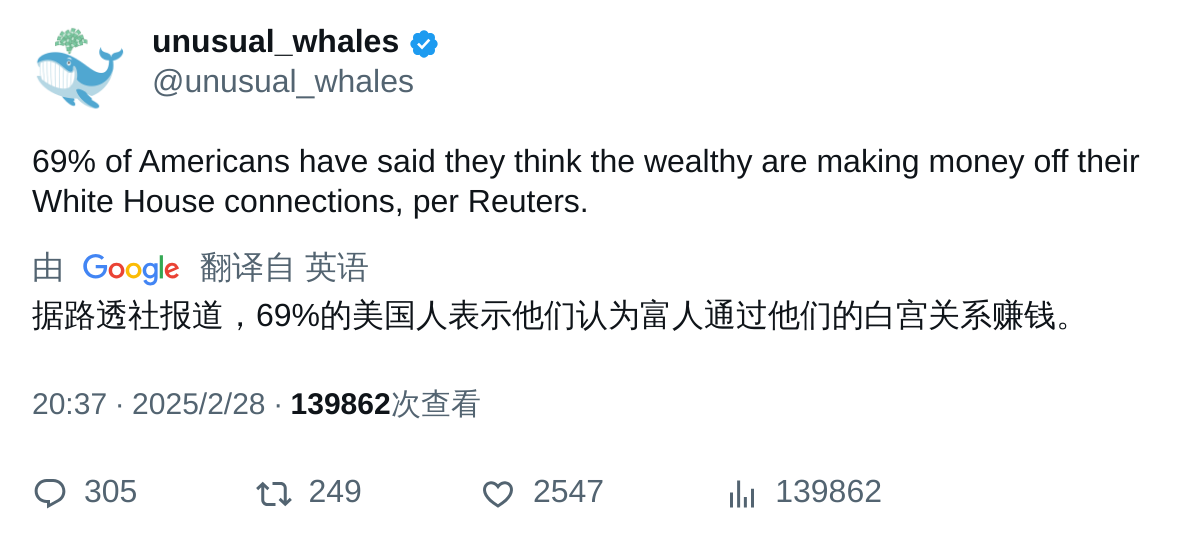 unusual_whales
@unusual_whales
69% of Americans have said they think the wealthy are making money off their
White House connections, per Reuters.
由 Google 翻译自 英语
据路透社报道，69%的美国人表示他们认为富人通过他们的白宫关系赚钱。
20:37 · 2025/2/28 · 139862次查看
305 249 2547 139862